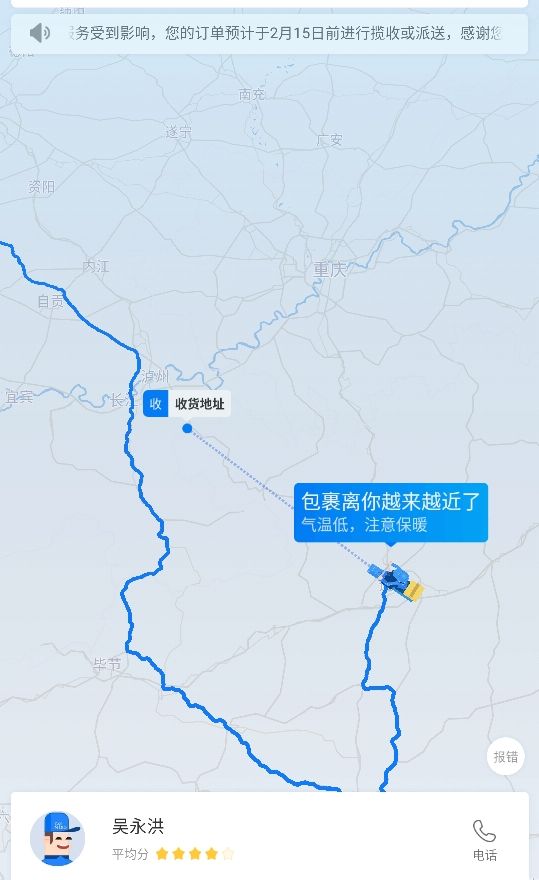 务受到影响，您的订单预计于2月15日前进行揽收或派送，感谢您
南充
遂宁
广安
资阳
重庆
内江
自贡
泸州
宜宾
长江
收 收货地址
包裹离你越来越近了
气温低，注意保暖
毕节
报错
吴永洪
平均分
电话